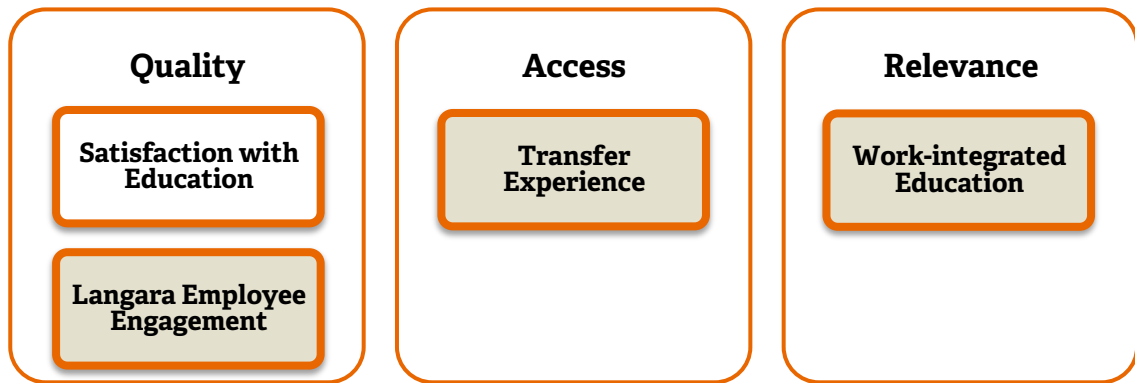 Quality
Satisfaction with
Education
Langara Employee
Engagement
Access
Transfer
Experience
Relevance
Work-integrated
Education